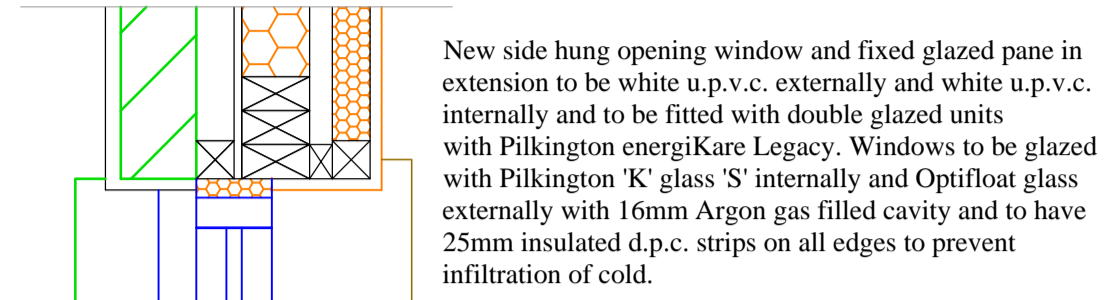 New side hung opening window and fixed glazed pane in
extension to be white u.p.v.c. externally and white u.p.v.c.
internally and to be fitted with double glazed units
with Pilkington energiKare Legacy. Windows to be glazed
with Pilkington 'K' glass 'S' internally and Optifloat glass
externally with 16mm Argon gas filled cavity and to have
25mm insulated d.p.c. strips on all edges to prevent
infiltration of cold.